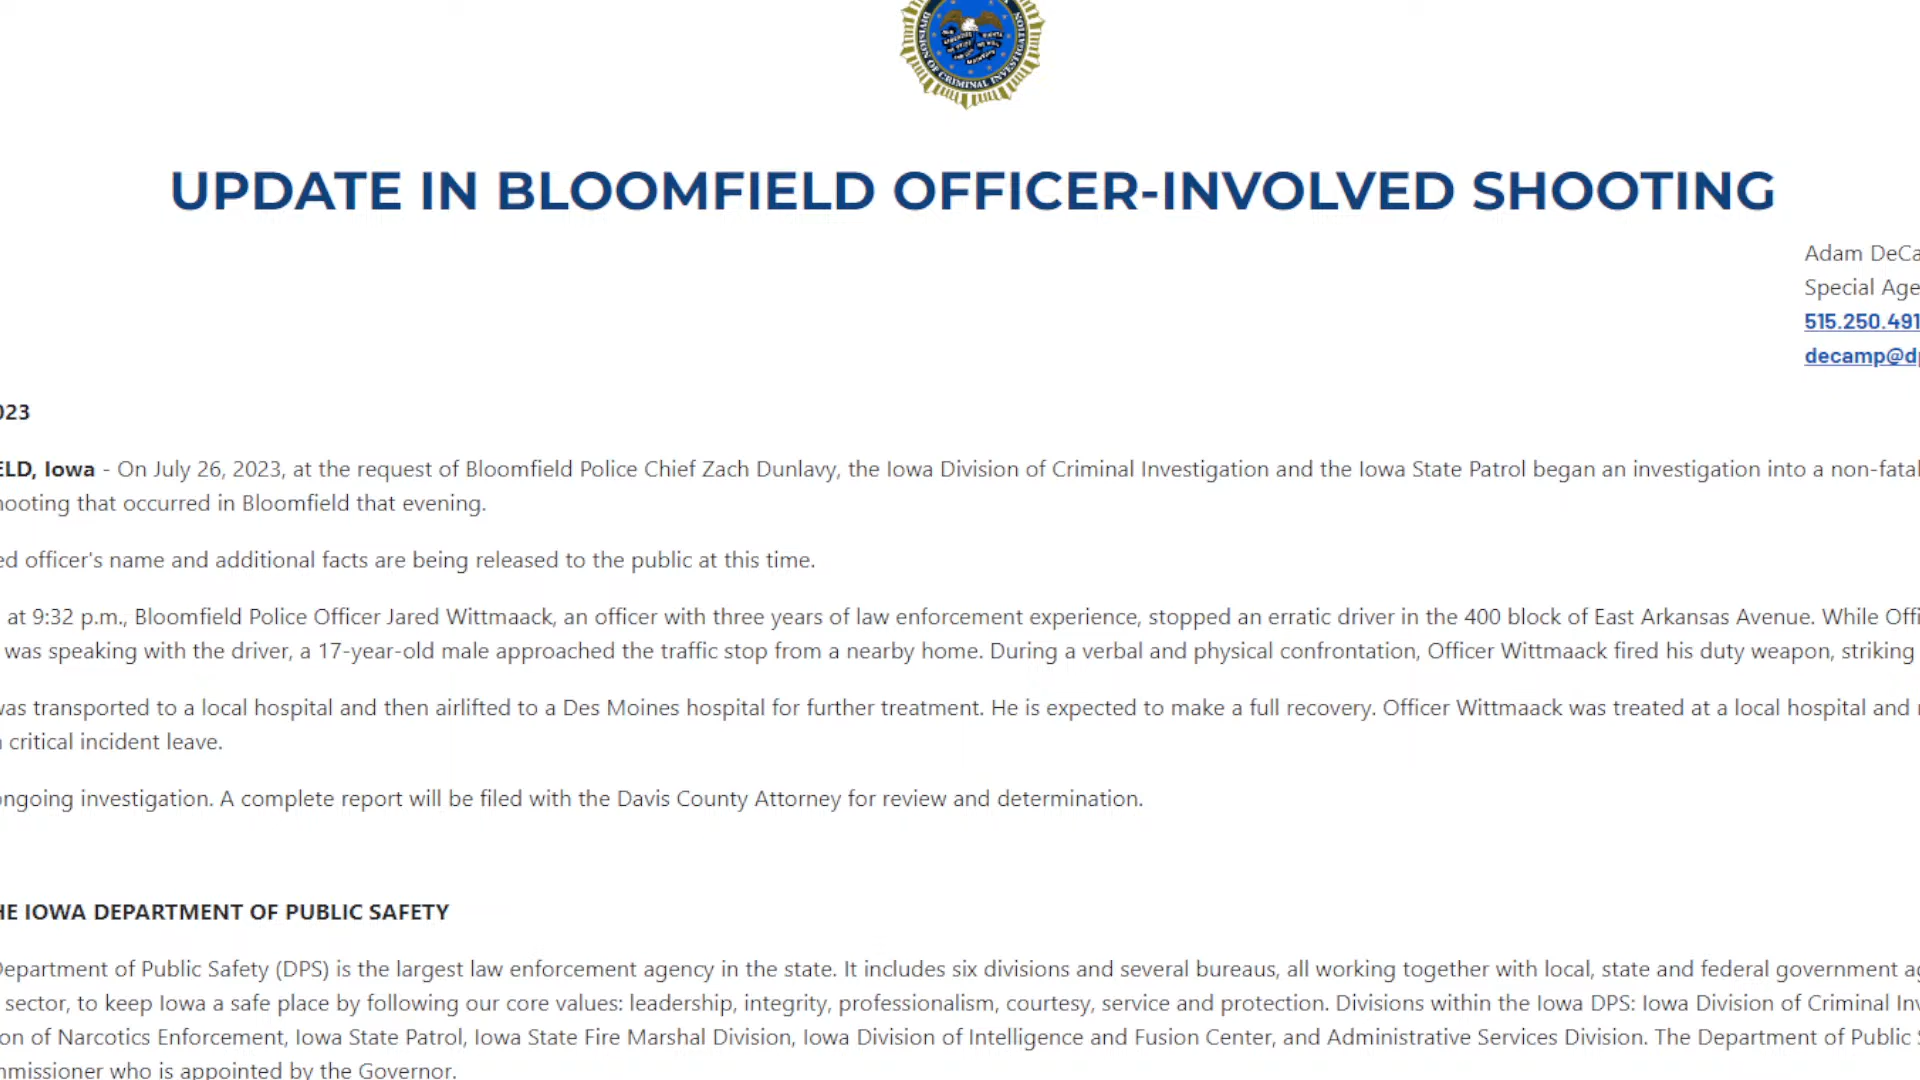 DIVISION OF CRIMINAL INVESTIGATION
UPDATE IN BLOOMFIELD OFFICER-INVOLVED SHOOTING
Adam DeCa
Special Age
515.250.491
decamp@dp
023
ELD, Iowa - On July 26, 2023, at the request of Bloomfield Police Chief Zach Dunlavy, the Iowa Division of Criminal Investigation and the Iowa State Patrol began an investigation into a non-fatal
hooting that occurred in Bloomfield that evening.
ed officer's name and additional facts are being released to the public at this time.
at 9:32 p.m., Bloomfield Police Officer Jared Wittmaack, an officer with three years of law enforcement experience, stopped an erratic driver in the 400 block of East Arkansas Avenue. While Offi
was speaking with the driver, a 17-year-old male approached the traffic stop from a nearby home. During a verbal and physical confrontation, Officer Wittmaack fired his duty weapon, striking
was transported to a local hospital and then airlifted to a Des Moines hospital for further treatment. He is expected to make a full recovery. Officer Wittmaack was treated at a local hospital and
critical incident leave.
ongoing investigation. A complete report will be filed with the Davis County Attorney for review and determination.
HE IOWA DEPARTMENT OF PUBLIC SAFETY
Department of Public Safety (DPS) is the largest law enforcement agency in the state. It includes six divisions and several bureaus, all working together with local, state and federal government ag
sector, to keep Iowa a safe place by following our core values: leadership, integrity, professionalism, courtesy, service and protection. Divisions within the Iowa DPS: Iowa Division of Criminal Inv
on of Narcotics Enforcement, Iowa State Patrol, Iowa State Fire Marshal Division, Iowa Division of Intelligence and Fusion Center, and Administrative Services Division. The Department of Public S
mmissioner who is appointed by the Governor.